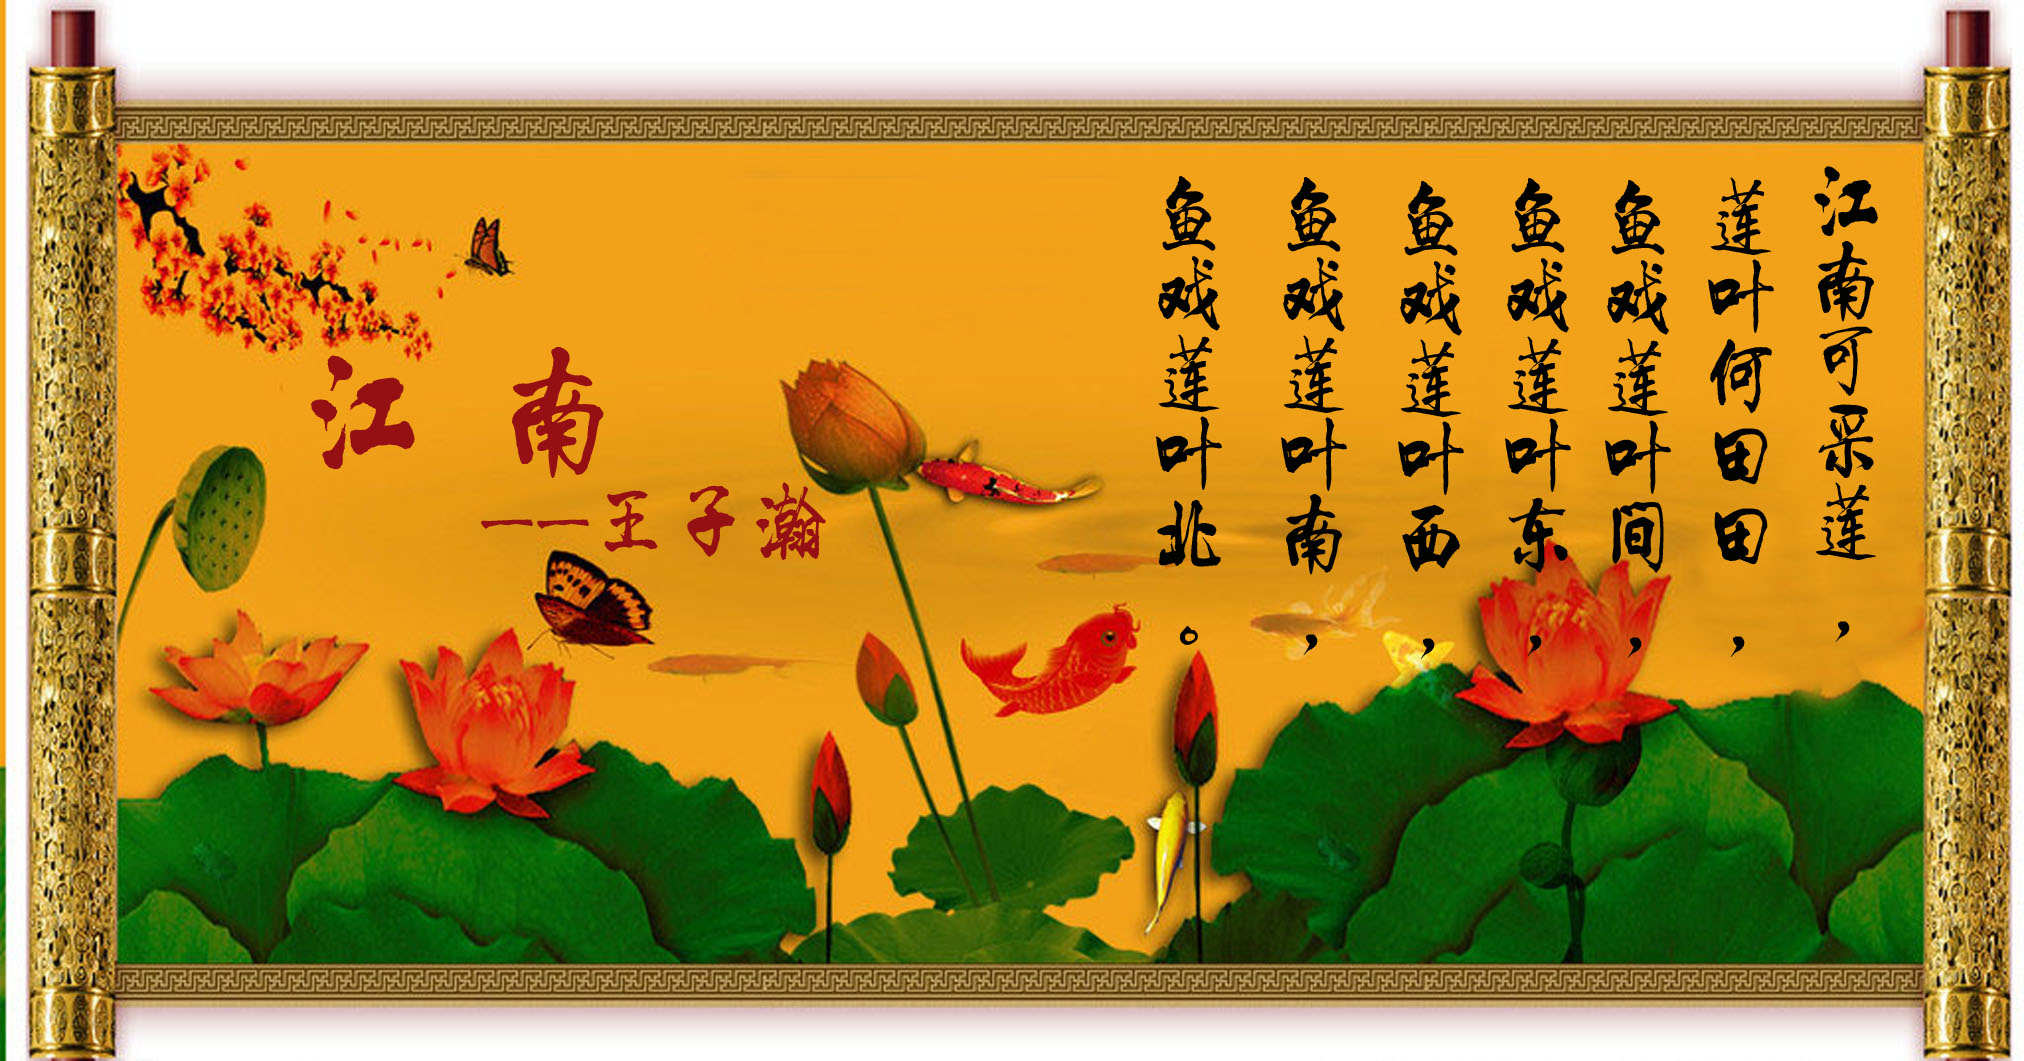 江南可采莲，
莲叶何田田，
鱼戏莲叶间，
鱼戏莲叶东，
鱼戏莲叶西，
鱼戏莲叶南，
鱼戏莲叶北。
江南
——王子瀚